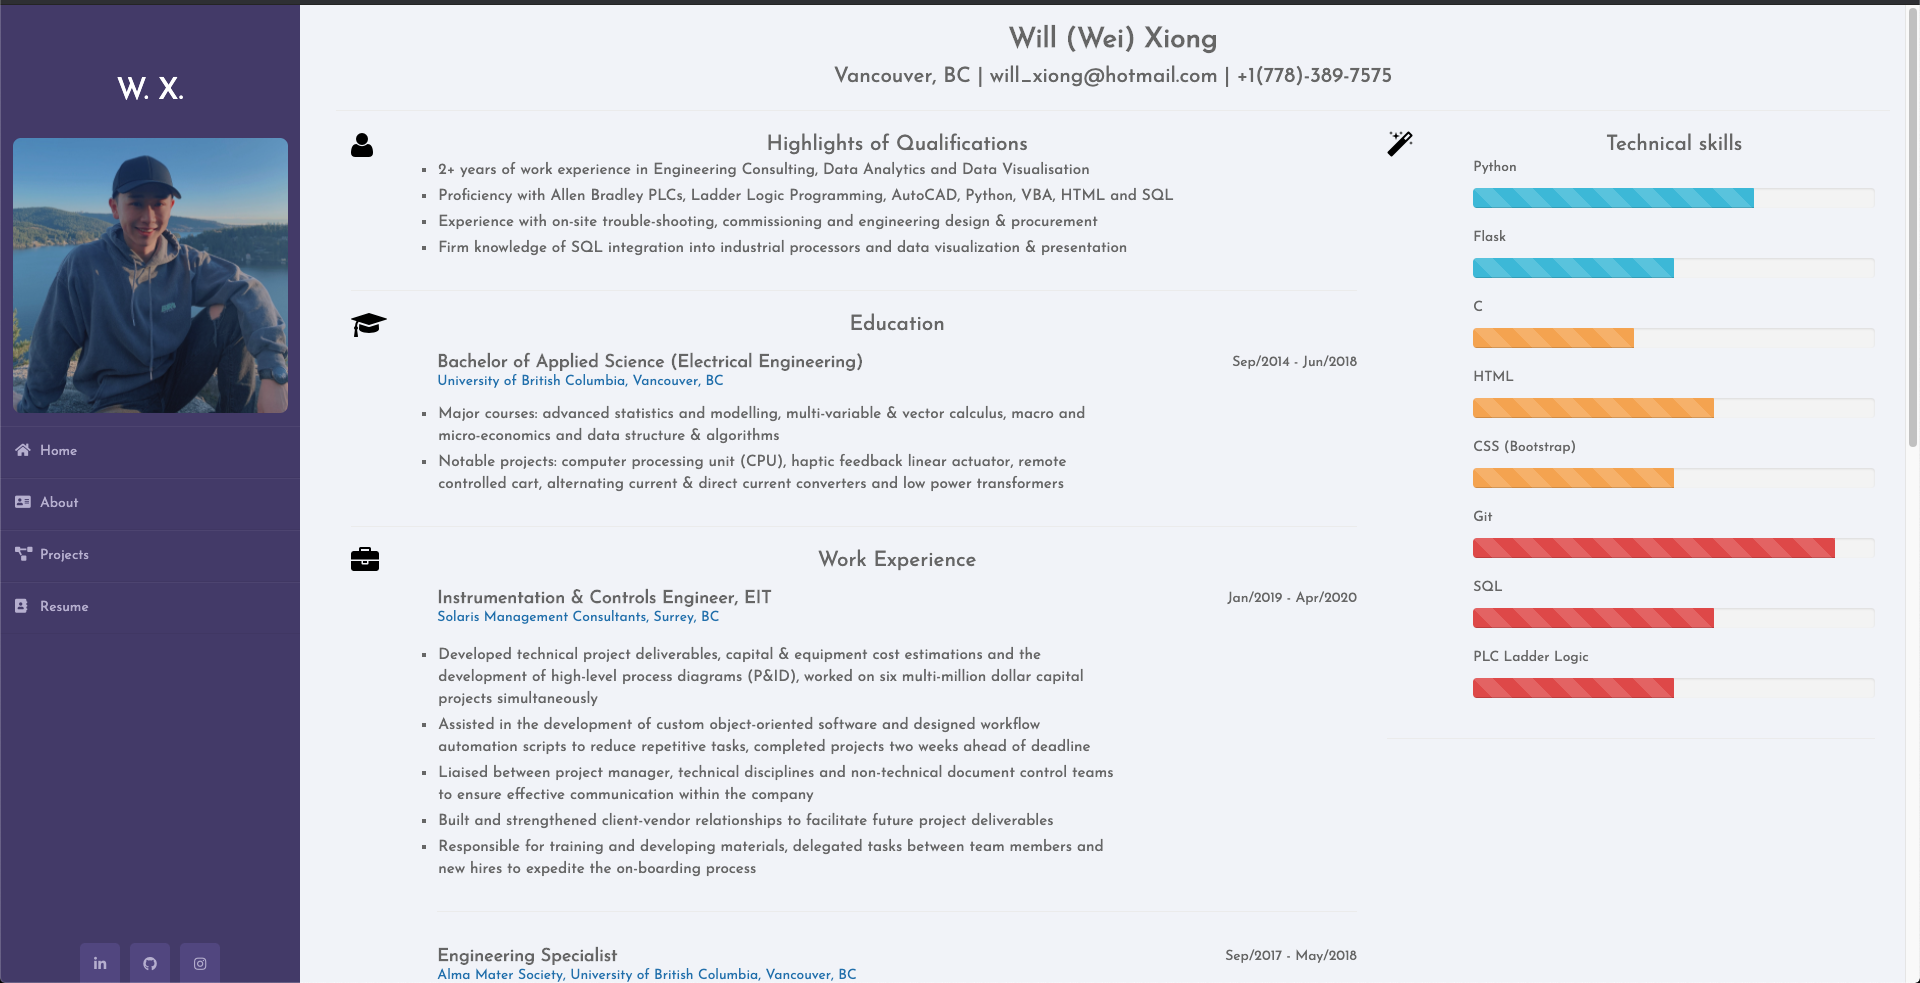 W. X.
Home
About
Projects
Resume
Will (Wei) Xiong
Vancouver, BC | will_xiong@hotmail.com | +1(778)-389-7575
Highlights of Qualifications
2+ years of work experience in Engineering Consulting, Data Analytics and Data Visualisation
Proficiency with Allen Bradley PLCs, Ladder Logic Programming, AutoCAD, Python, VBA, HTML and SQL
Experience with on-site trouble-shooting, commissioning and engineering design & procurement
Firm knowledge of SQL integration into industrial processors and data visualization & presentation
Education
Bachelor of Applied Science (Electrical Engineering)
Sep/2014 - Jun/2018
University of British Columbia, Vancouver, BC
Major courses: advanced statistics and modelling, multi-variable & vector calculus, macro and
micro-economics and data structure & algorithms
Notable projects: computer processing unit (CPU), haptic feedback linear actuator, remote
controlled cart, alternating current & direct current converters and low power transformers
Work Experience
Instrumentation & Controls Engineer, EIT
Jan/2019 - Apr/2020
Solaris Management Consultants, Surrey, BC
Developed technical project deliverables, capital & equipment cost estimations and the
development of high-level process diagrams (P&ID), worked on six multi-million dollar capital
projects simultaneously
Assisted in the development of custom object-oriented software and designed workflow
automation scripts to reduce repetitive tasks, completed projects two weeks ahead of deadline
Liaised between project manager, technical disciplines and non-technical document control teams
to ensure effective communication within the company
Built and strengthened client-vendor relationships to facilitate future project deliverables
Responsible for training and developing materials, delegated tasks between team members and
new hires to expedite the on-boarding process
Engineering Specialist
Sep/2017 - May/2018
Alma Mater Society, University of British Columbia, Vancouver, BC
Technical skills
Python
Flask
C
HTML
CSS (Bootstrap)
Git
SQL
PLC Ladder Logic
in